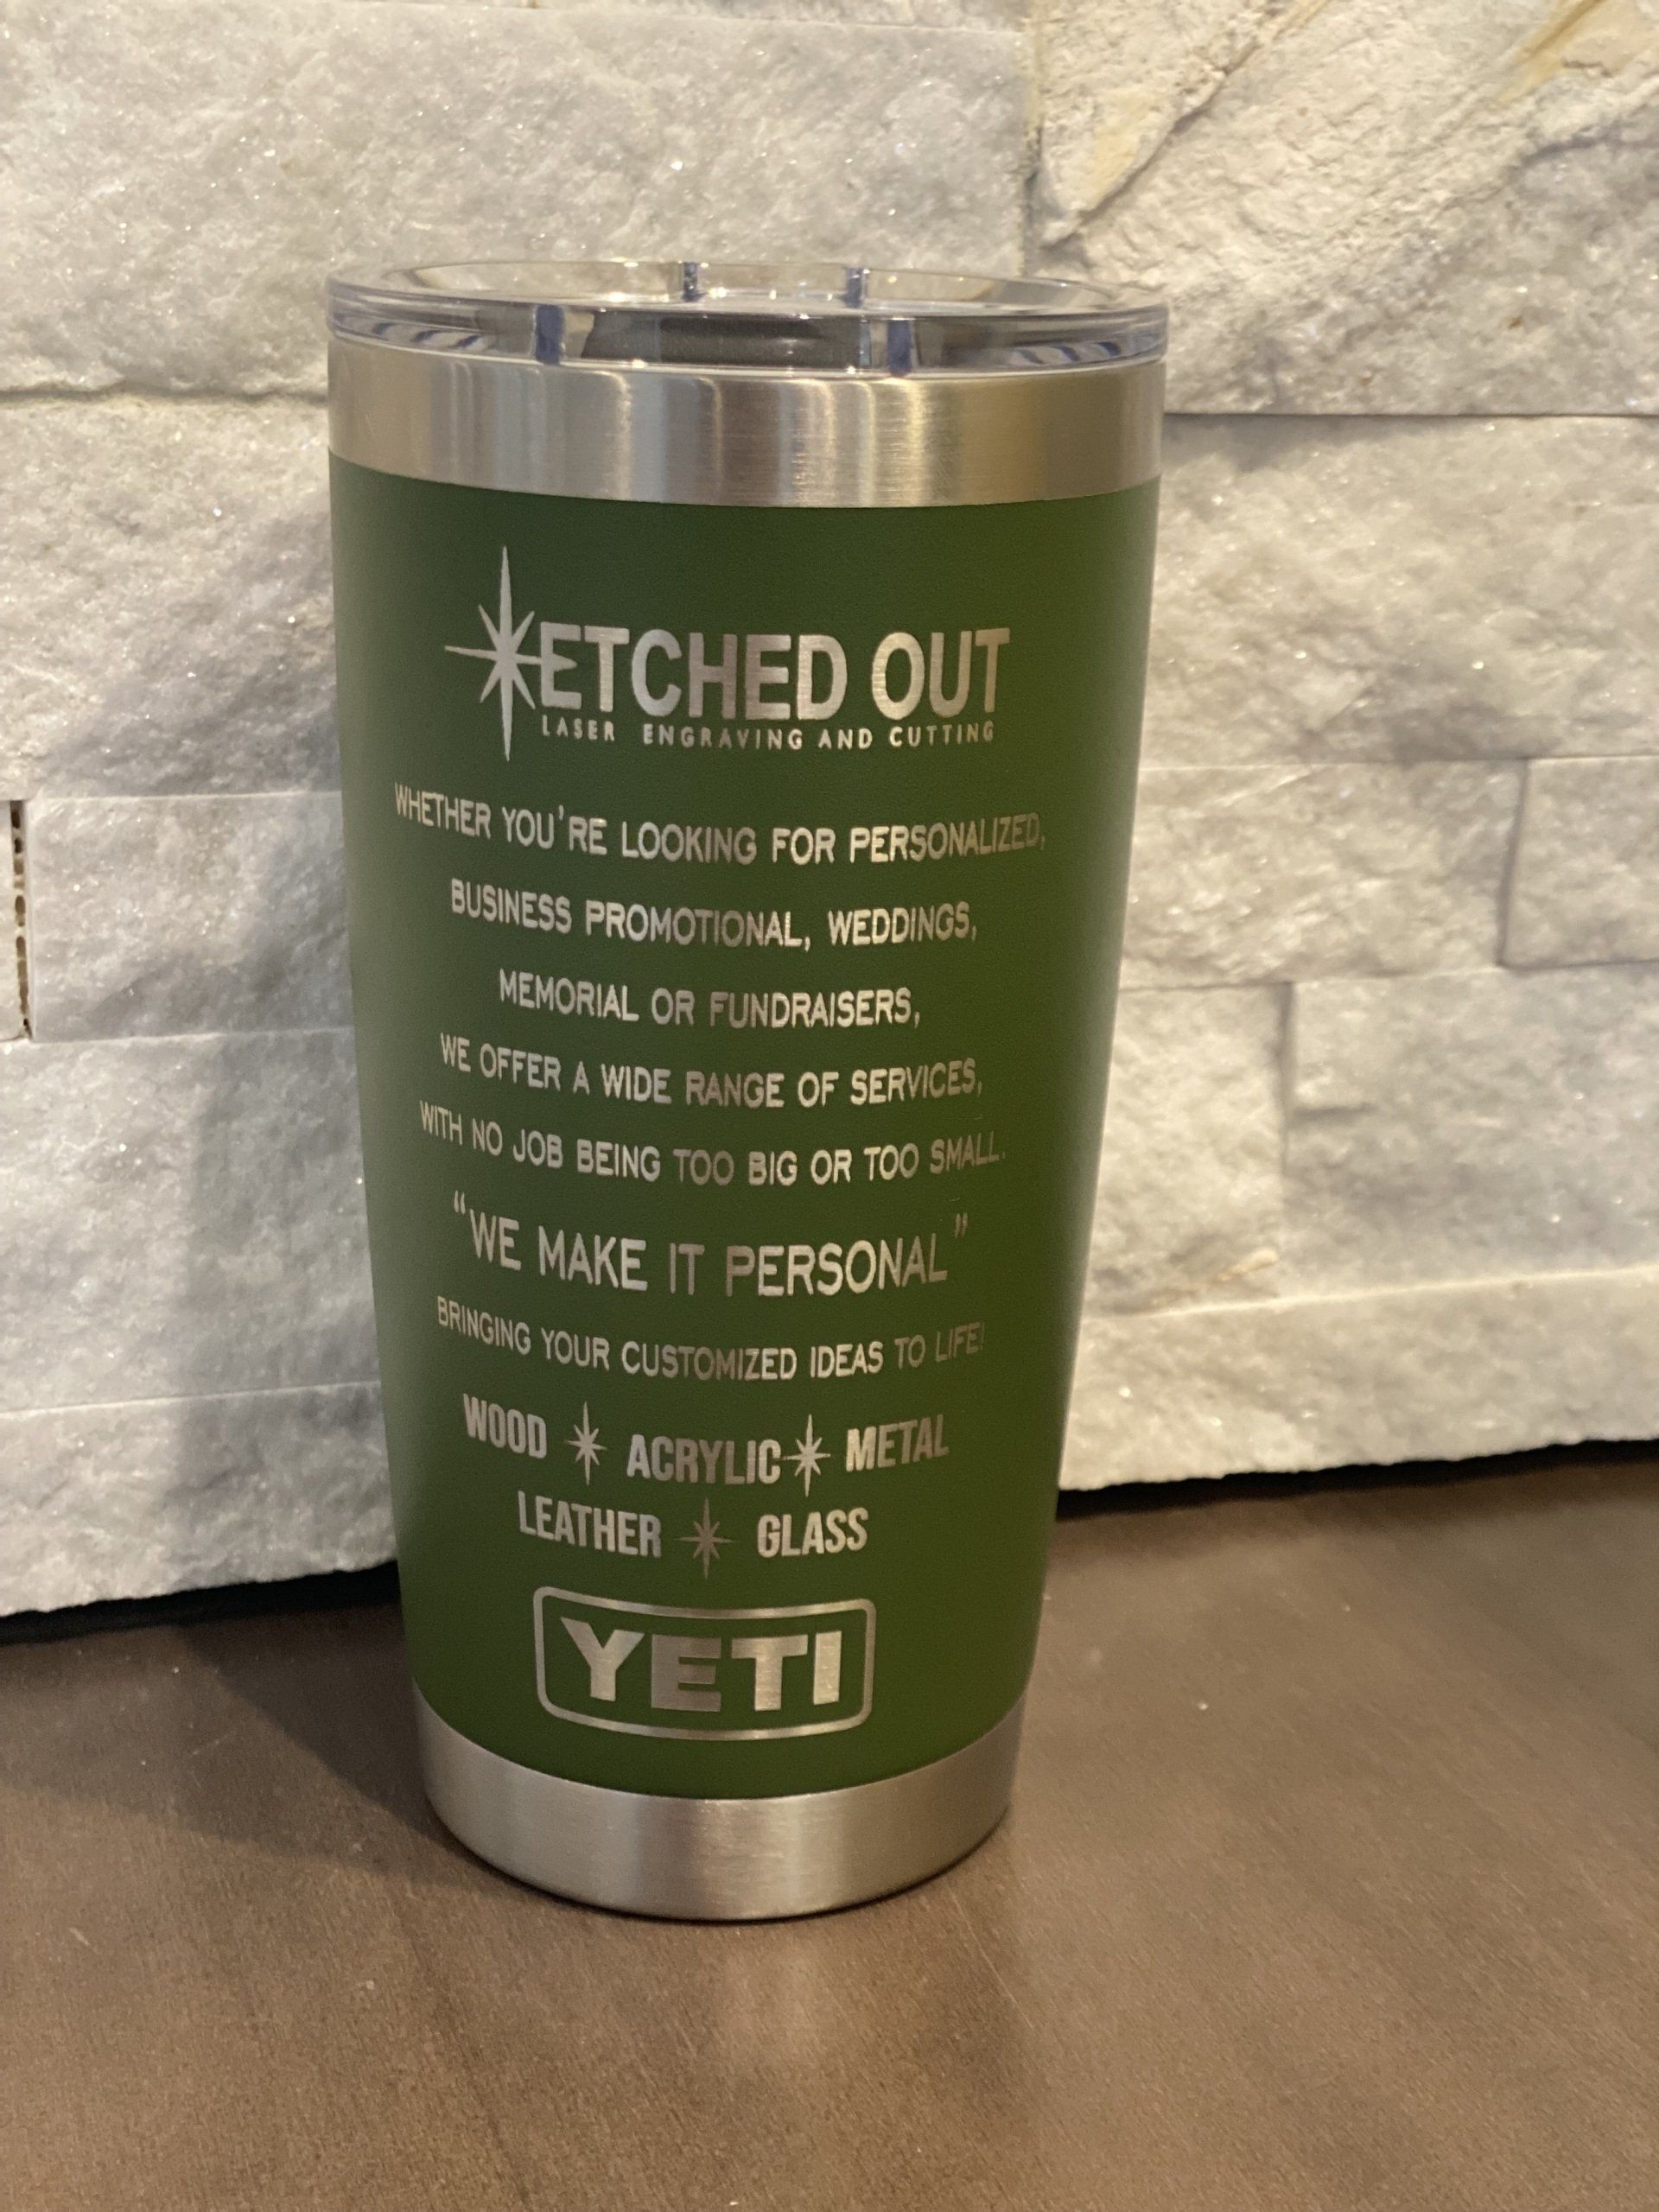 ETCHED OUT
LASER ENGRAVING AND CUTTING
WHETHER YOU'RE LOOKING FOR PERSONALIZED,
BUSINESS PROMOTIONAL, WEDDINGS,
MEMORIAL OR FUNDRAISERS,
WE OFFER A WIDE RANGE OF SERVICES,
WITH NO JOB BEING TOO BIG OR TOO SMALL.
"WE MAKE IT PERSONAL"
BRINGING YOUR CUSTOMIZED IDEAS TO LIFE!
WOOD ACRYLIC METAL
LEATHER GLASS
YETI